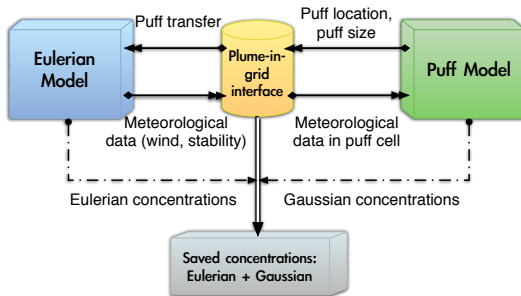 Puff transfer
Puff location,
puff size
Eulerian
Model
Plume-in-
grid
interface
Puff Model
Meteorological
data (wind, stability)
Meteorological
data in puff cell
Eulerian concentrations
Gaussian concentrations
Saved concentrations:
Eulerian + Gaussian